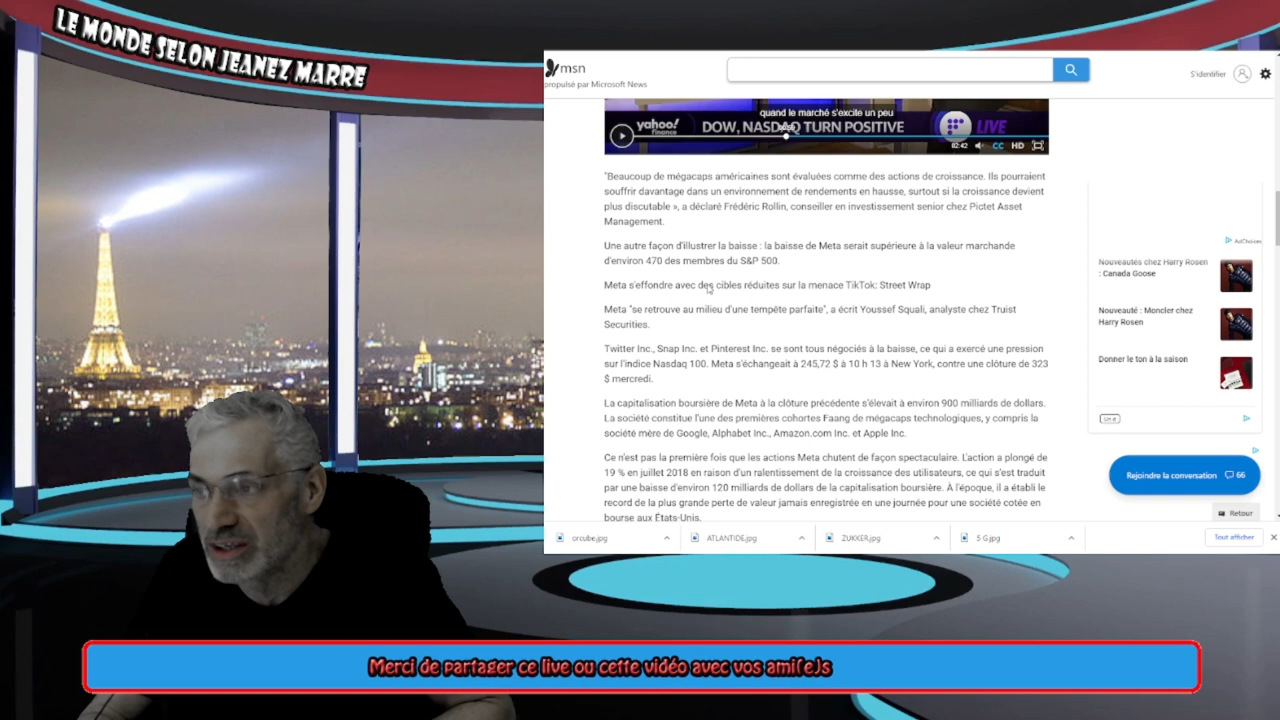 LE MONDE SELON JEANEZ MARRE
msn
propulsé par Microsoft News
S'identifier
quand le marché s'excite un peu
yahoo!
finance
DOW, NASDAQ TURN POSITIVE
LIVE
02:42
CC
HD
"Beaucoup de mégacaps américaines sont évaluées comme des actions de croissance. Ils pourraient
souffrir davantage dans un environnement de rendements en hausse, surtout si la croissance devient
plus discutable », a déclaré Frédéric Rollin, conseiller en investissement senior chez Pictet Asset
Management.
Une autre façon d'illustrer la baisse : la baisse de Meta serait supérieure à la valeur marchande
d'environ 470 des membres du S&P 500.
Meta s'effondre avec des cibles réduites sur la menace TikTok: Street Wrap
Meta "se retrouve au milieu d'une tempête parfaite", a écrit Youssef Squali, analyste chez Truist
Securities.
Twitter Inc., Snap Inc. et Pinterest Inc. se sont tous négociés à la baisse, ce qui a exercé une pression
sur l'indice Nasdaq 100. Meta s'échangeait à 245,72 $ à 10 h 13 à New York, contre une clôture de 323
$ mercredi.
La capitalisation boursière de Meta à la clôture précédente s'élevait à environ 900 milliards de dollars.
La société constitue l'une des premières cohortes Faang de mégacaps technologiques, y compris la
société mère de Google, Alphabet Inc., Amazon.com Inc. et Apple Inc.
Ce n'est pas la première fois que les actions Meta chutent de façon spectaculaire. L'action a plongé de
19 % en juillet 2018 en raison d'un ralentissement de la croissance des utilisateurs, ce qui s'est traduit
par une baisse d'environ 120 milliards de dollars de la capitalisation boursière. À l'époque, il a établi le
record de la plus grande perte de valeur jamais enregistrée en une journée pour une société cotée en
bourse aux États-Unis.
AdChoices
Nouveautés chez Harry Rosen
: Canada Goose
Nouveauté : Moncler chez
Harry Rosen
Donner le ton à la saison
Rejoindre la conversation 66
Retour
orcube.jpg
ATLANTIDE.jpg
ZUKKER.jpg
5 G.jpg
Tout afficher
Merci de partager ce live ou cette vidéo avec vos ami(e)s